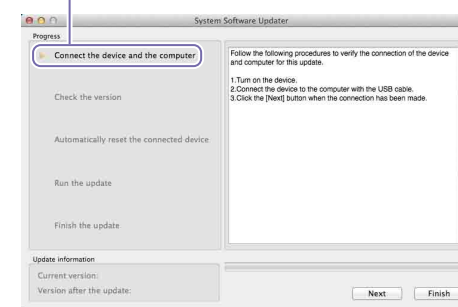 System Software Updater
Progress
Connect the device and the computer
Check the version
Automatically reset the connected device
Run the update
Finish the update
Follow the following procedures to verify the connection of the device
and computer for this update.
1.Turn on the device.
2.Connect the device to the computer with the USB cable.
3.Click the [Next] button when the connection has been made.
Update information
Current version:
Version after the update:
Next
Finish